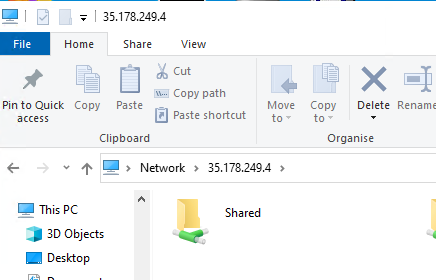 35.178.249.4
File Home Share View
Pin to Quick access
Copy
Paste
Cut
Copy path
Paste shortcut
Move to
Copy to
Delete
Rename
Clipboard Organise
Network 35.178.249.4
This PC
3D Objects
Desktop
Shared